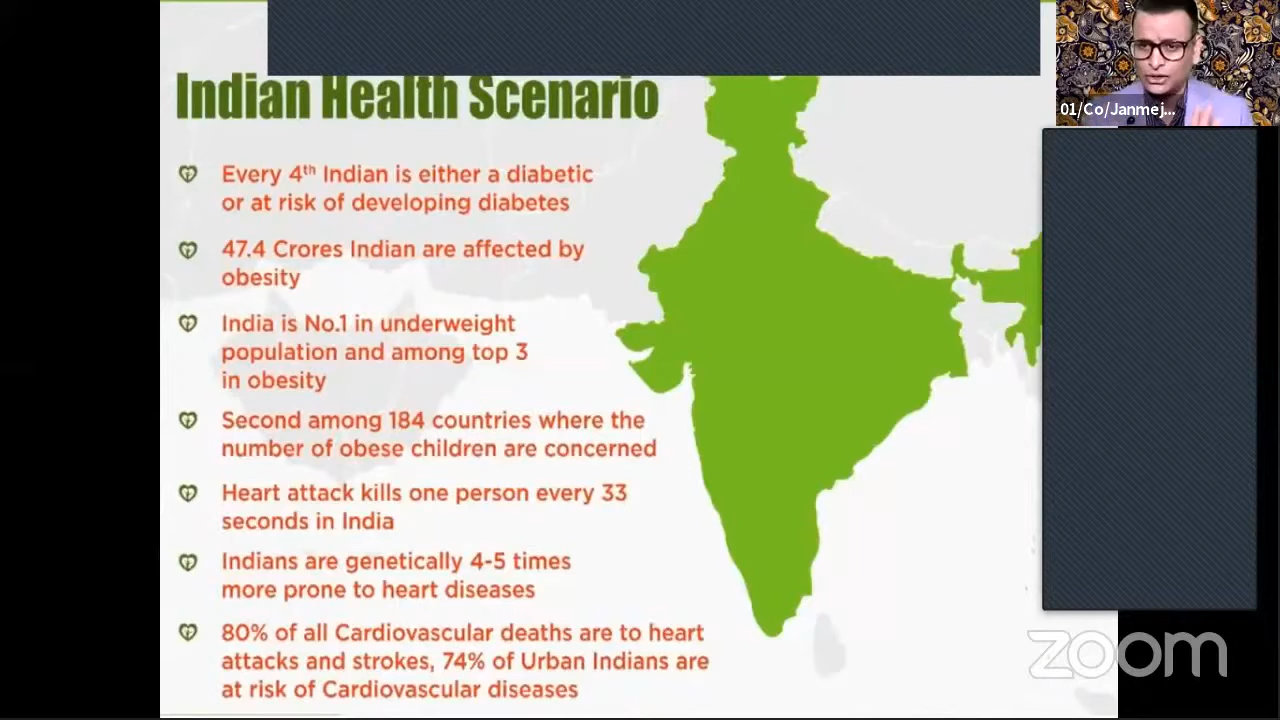 Indian Health Scenario
01/Co/Janmej...
Every 4th Indian is either a diabetic
or at risk of developing diabetes
47.4 Crores Indian are affected by
obesity
India is No.1 in underweight
population and among top 3
in obesity
Second among 184 countries where the
number of obese children are concerned
Heart attack kills one person every 33
seconds in India
Indians are genetically 4-5 times
more prone to heart diseases
80% of all Cardiovascular deaths are to heart
attacks and strokes, 74% of Urban Indians are
at risk of Cardiovascular diseases
zoom